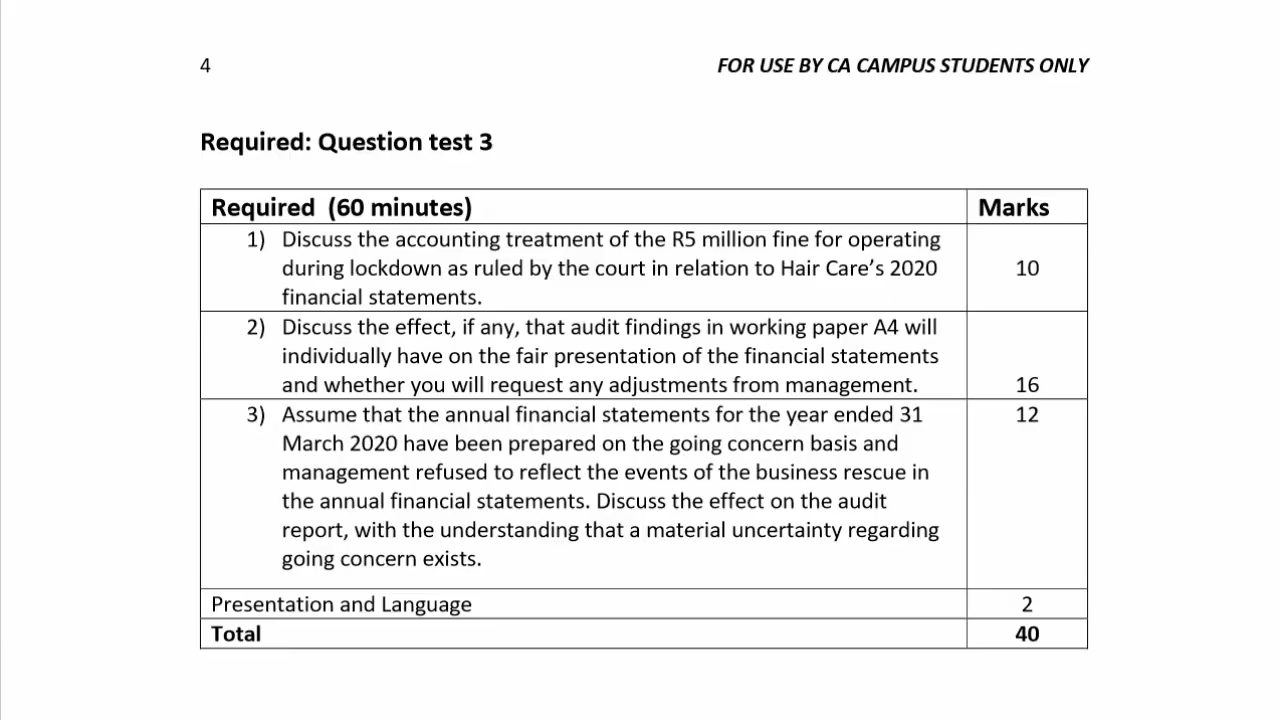 4 FOR USE BY CA CAMPUS STUDENTS ONLY
Required: Question test 3
Required (60 minutes) Marks
1) Discuss the accounting treatment of the R5 million fine for operating
during lockdown as ruled by the court in relation to Hair Care's 2020 10
financial statements.
2) Discuss the effect, if any, that audit findings in working paper A4 will
individually have on the fair presentation of the financial statements
and whether you will request any adjustments from management. 16
3) Assume that the annual financial statements for the year ended 31 12
March 2020 have been prepared on the going concern basis and
management refused to reflect the events of the business rescue in
the annual financial statements. Discuss the effect on the audit
report, with the understanding that a material uncertainty regarding
going concern exists.
Presentation and Language 2
Total 40